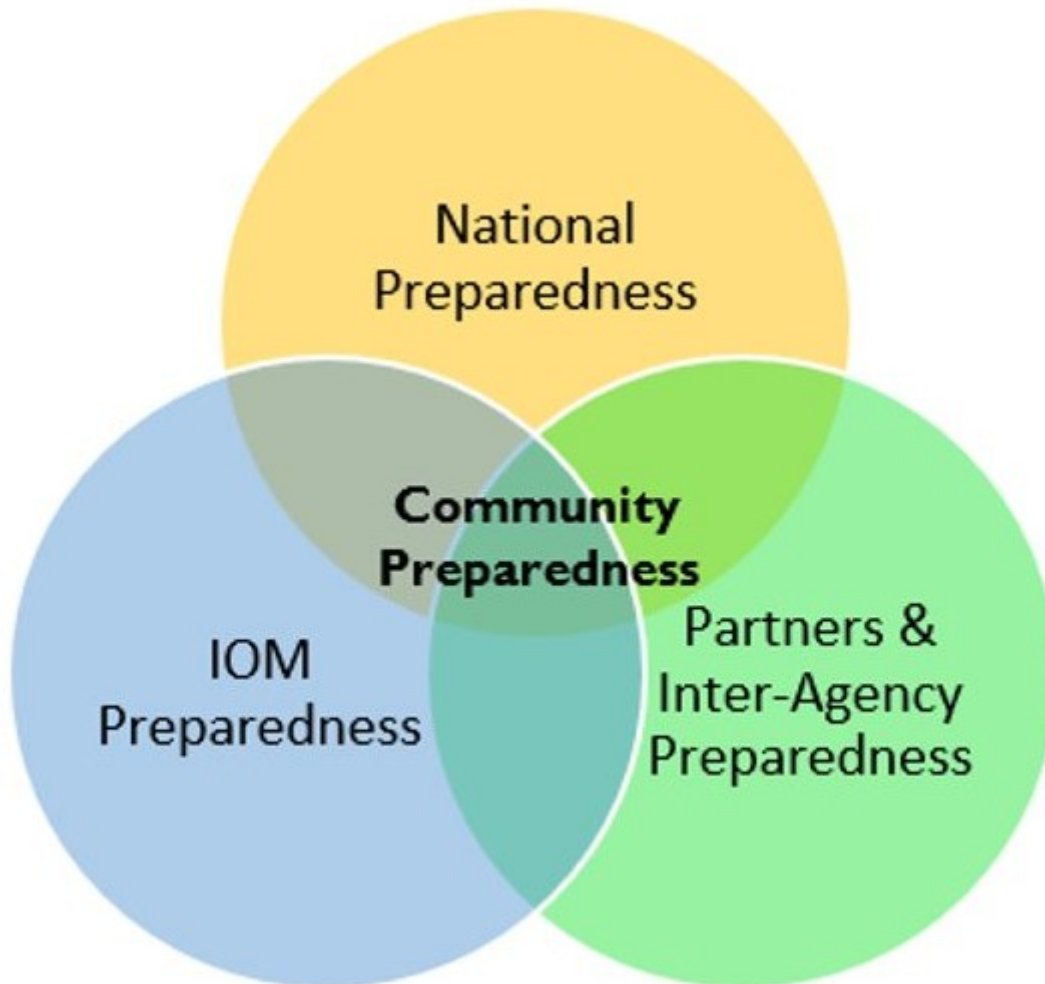 National
Preparedness
Community
Preparedness
IOM
Preparedness
Partners &
Inter-Agency
Preparedness